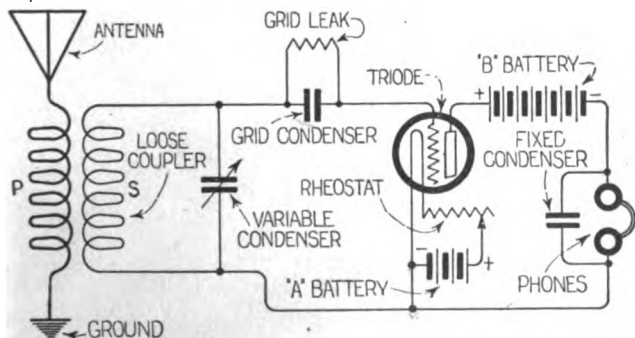 ANTENNA
GRID LEAK
TRIODE
"B" BATTERY
+
−
GRID CONDENSER
LOOSE
COUPLER
P
S
FIXED
CONDENSER
RHEOSTAT
VARIABLE
CONDENSER
−
+
"A" BATTERY
PHONES
GROUND